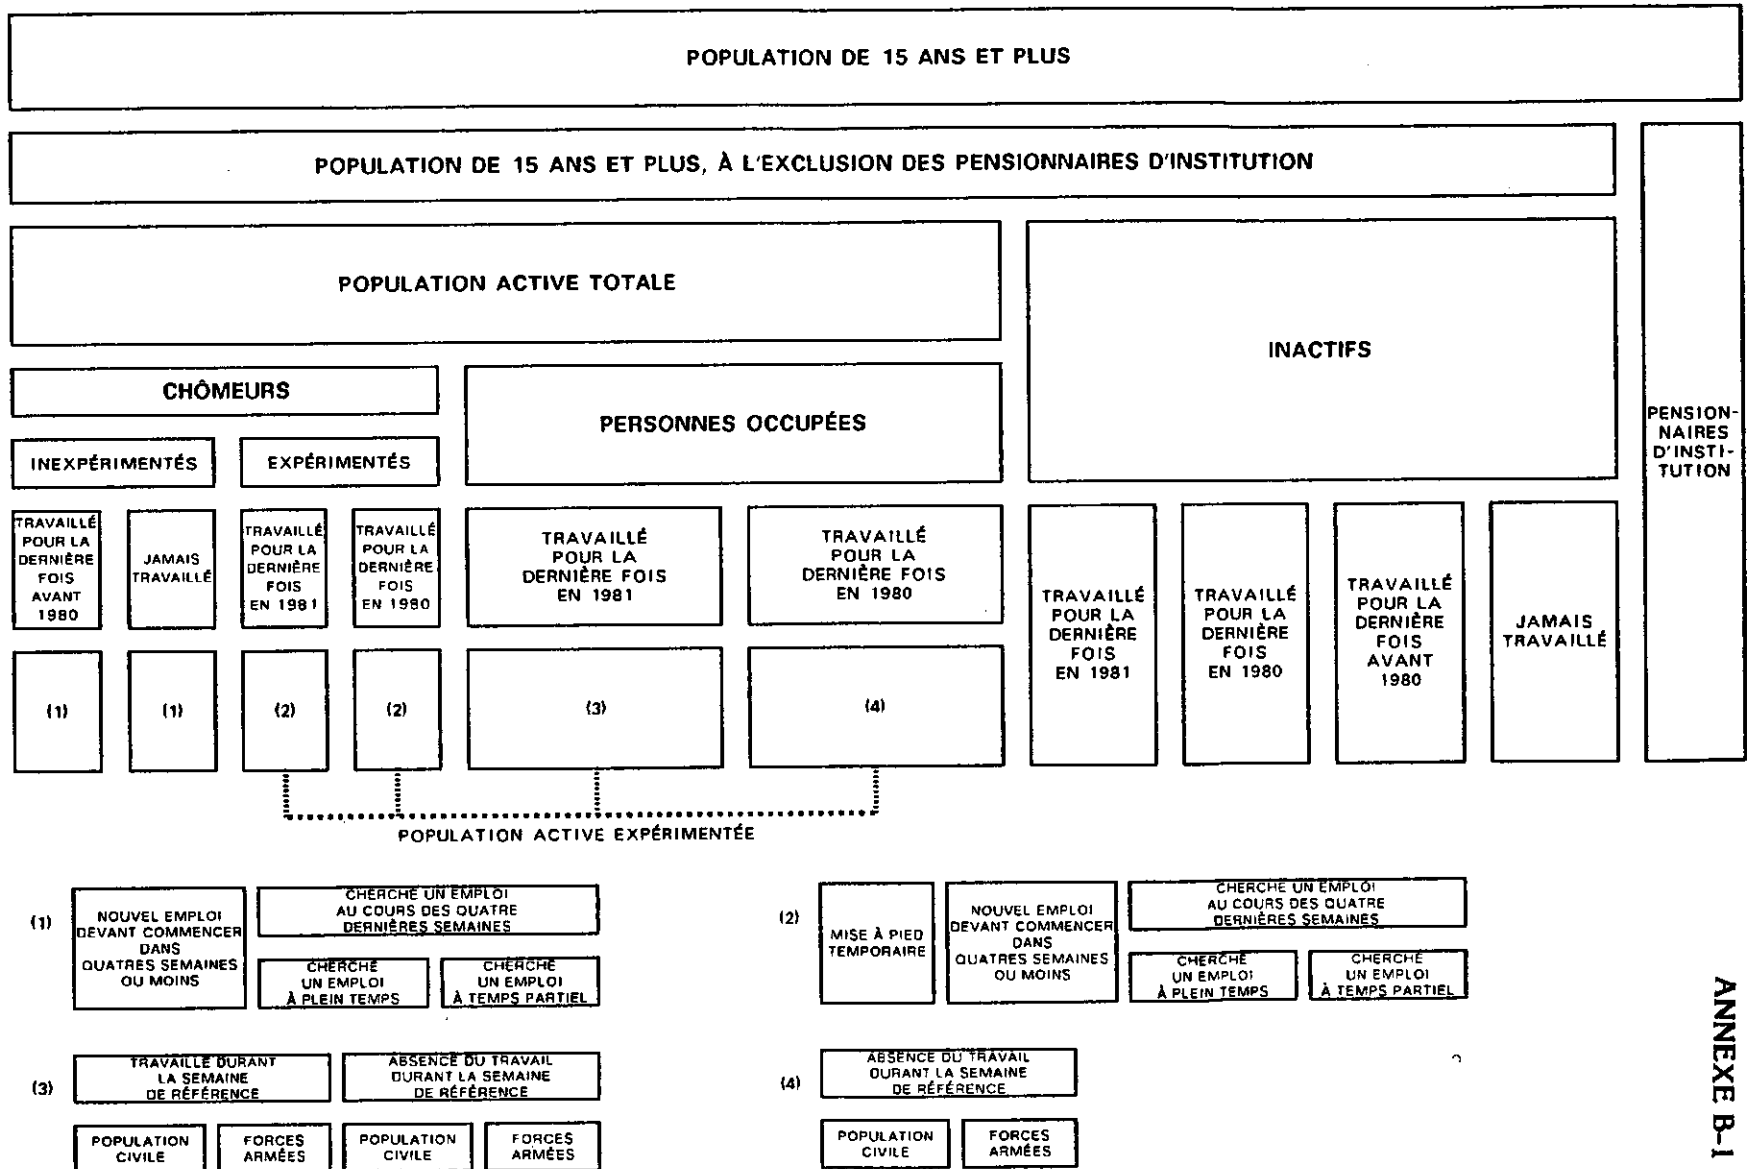 POPULATION DE 15 ANS ET PLUS
POPULATION DE 15 ANS ET PLUS, À L'EXCLUSION DES PENSIONNAIRES D'INSTITUTION
POPULATION ACTIVE TOTALE
INACTIFS
PENSION-
NAIRES
D'INSTI-
TUTION
CHÔMEURS
PERSONNES OCCUPÉES
INEXPÉRIMENTÉS
EXPÉRIMENTÉS
TRAVAILLÉ
POUR LA
DERNIÈRE
FOIS
AVANT
1980
JAMAIS
TRAVAILLÉ
TRAVAILLÉ
POUR LA
DERNIÈRE
FOIS
EN 1981
TRAVAILLÉ
POUR LA
DERNIÈRE
FOIS
EN 1980
TRAVAILLÉ
POUR LA
DERNIÈRE FOIS
EN 1981
TRAVAILLÉ
POUR LA
DERNIÈRE FOIS
EN 1980
TRAVAILLÉ
POUR LA
DERNIÈRE
FOIS
EN 1981
TRAVAILLÉ
POUR LA
DERNIÈRE
FOIS
EN 1980
TRAVAILLÉ
POUR LA
DERNIÈRE
FOIS
AVANT
1980
JAMAIS
TRAVAILLÉ
(1)
(1)
(2)
(2)
(3)
(4)
POPULATION ACTIVE EXPÉRIMENTÉE
(1)
NOUVEL EMPLOI
DEVANT COMMENCER
DANS
QUATRES SEMAINES
OU MOINS
CHERCHÉ UN EMPLOI
AU COURS DES QUATRE
DERNIÈRES SEMAINES
CHERCHÉ
UN EMPLOI
À PLEIN TEMPS
CHERCHÉ
UN EMPLOI
À TEMPS PARTIEL
(2)
MISE À PIED
TEMPORAIRE
NOUVEL EMPLOI
DEVANT COMMENCER
DANS
QUATRES SEMAINES
OU MOINS
CHERCHÉ UN EMPLOI
AU COURS DES QUATRE
DERNIÈRES SEMAINES
CHERCHÉ
UN EMPLOI
À PLEIN TEMPS
CHERCHÉ
UN EMPLOI
À TEMPS PARTIEL
(3)
TRAVAILLÉ DURANT
LA SEMAINE
DE RÉFÉRENCE
ABSENCE DU TRAVAIL
DURANT LA SEMAINE
DE RÉFÉRENCE
POPULATION
CIVILE
FORCES
ARMÉES
POPULATION
CIVILE
FORCES
ARMÉES
(4)
ABSENCE DU TRAVAIL
DURANT LA SEMAINE
DE RÉFÉRENCE
POPULATION
CIVILE
FORCES
ARMÉES
ANNEXE B-1